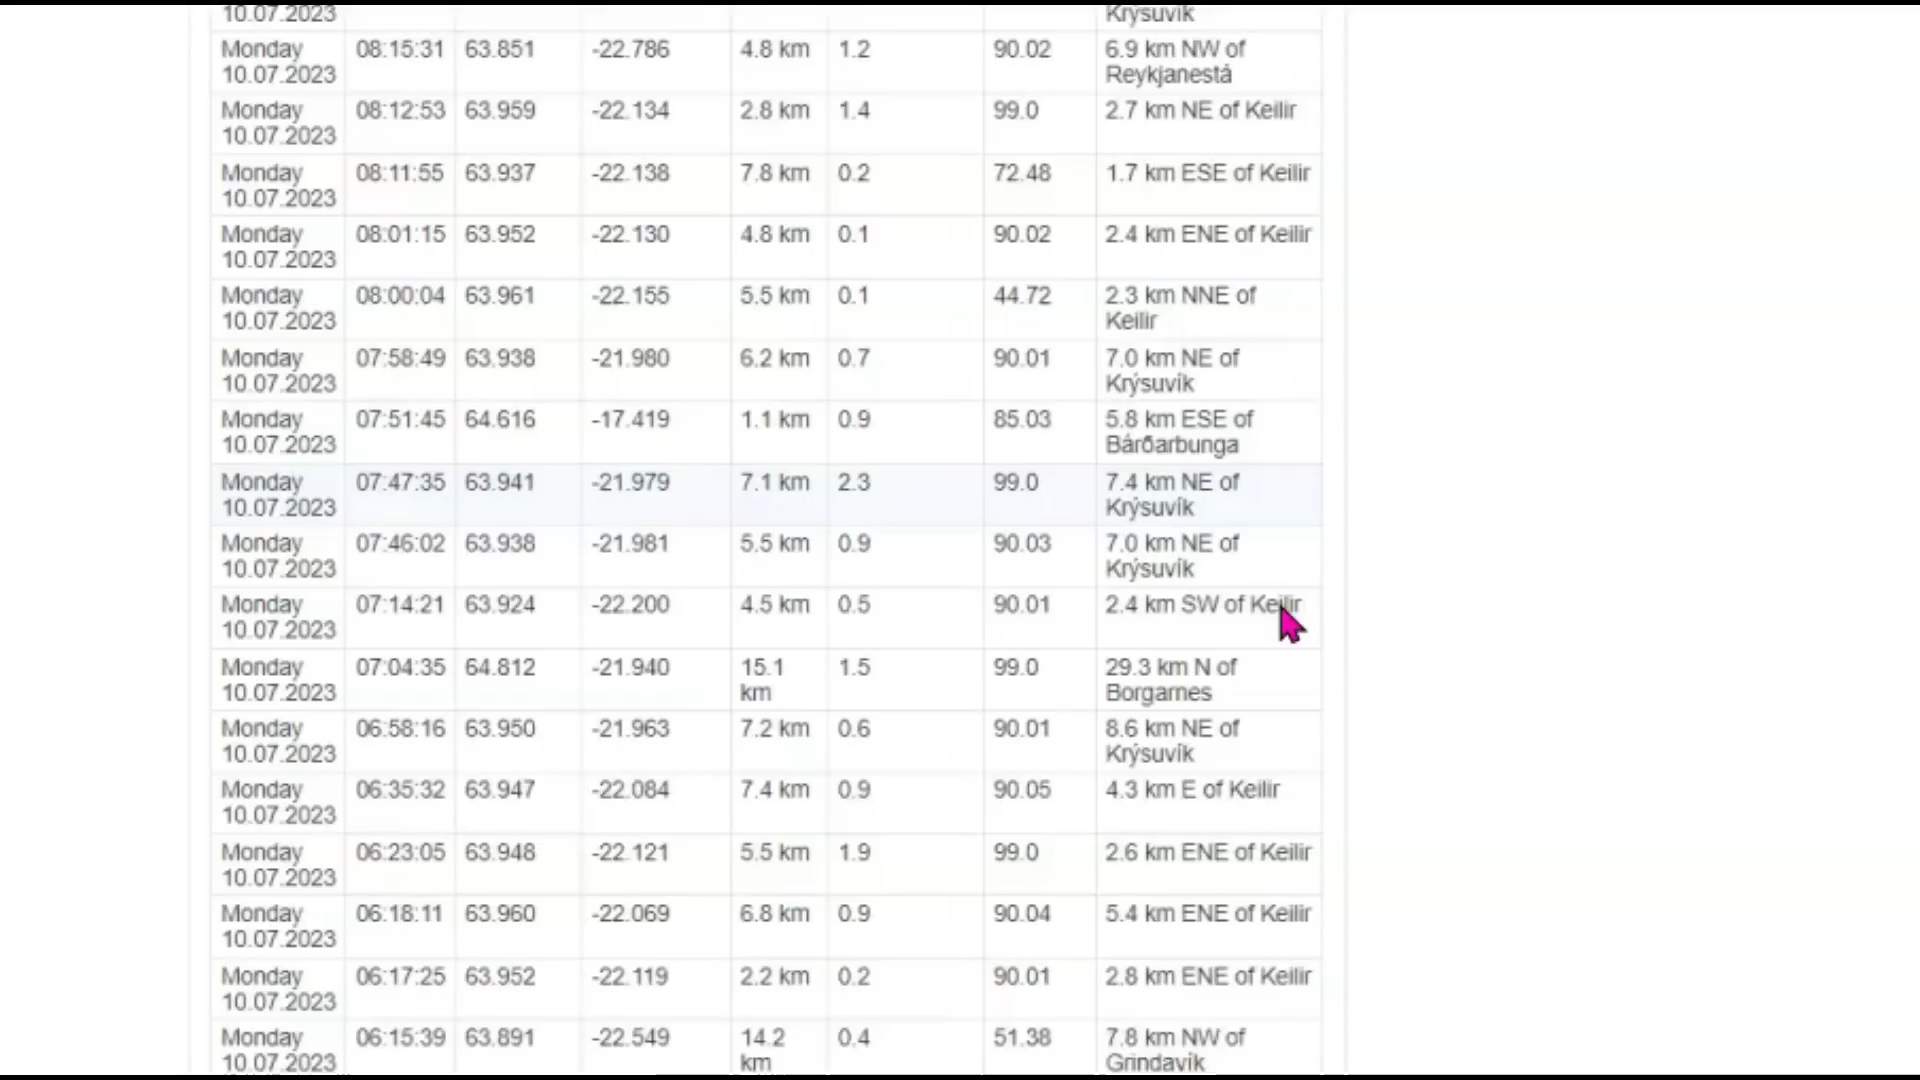 10.07.2023 Krýsuvík
Monday 08:15:31 63.851 -22.786 4.8 km 1.2 90.02 6.9 km NW of
10.07.2023 Reykjanestá
Monday 08:12:53 63.959 -22.134 2.8 km 1.4 99.0 2.7 km NE of Keilir
10.07.2023
Monday 08:11:55 63.937 -22.138 7.8 km 0.2 72.48 1.7 km ESE of Keilir
10.07.2023
Monday 08:01:15 63.952 -22.130 4.8 km 0.1 90.02 2.4 km ENE of Keilir
10.07.2023
Monday 08:00:04 63.961 -22.155 5.5 km 0.1 44.72 2.3 km NNE of
10.07.2023 Keilir
Monday 07:58:49 63.938 -21.980 6.2 km 0.7 90.01 7.0 km NE of
10.07.2023 Krýsuvík
Monday 07:51:45 64.616 -17.419 1.1 km 0.9 85.03 5.8 km ESE of
10.07.2023 Bárðarbunga
Monday 07:47:35 63.941 -21.979 7.1 km 2.3 99.0 7.4 km NE of
10.07.2023 Krýsuvík
Monday 07:46:02 63.938 -21.981 5.5 km 0.9 90.03 7.0 km NE of
10.07.2023 Krýsuvík
Monday 07:14:21 63.924 -22.200 4.5 km 0.5 90.01 2.4 km SW of Keilir
10.07.2023
Monday 07:04:35 64.812 -21.940 15.1 1.5 99.0 29.3 km N of
10.07.2023 km Borgarnes
Monday 06:58:16 63.950 -21.963 7.2 km 0.6 90.01 8.6 km NE of
10.07.2023 Krýsuvík
Monday 06:35:32 63.947 -22.084 7.4 km 0.9 90.05 4.3 km E of Keilir
10.07.2023
Monday 06:23:05 63.948 -22.121 5.5 km 1.9 99.0 2.6 km ENE of Keilir
10.07.2023
Monday 06:18:11 63.960 -22.069 6.8 km 0.9 90.04 5.4 km ENE of Keilir
10.07.2023
Monday 06:17:25 63.952 -22.119 2.2 km 0.2 90.01 2.8 km ENE of Keilir
10.07.2023
Monday 06:15:39 63.891 -22.549 14.2 0.4 51.38 7.8 km NW of
10.07.2023 km Grindavík